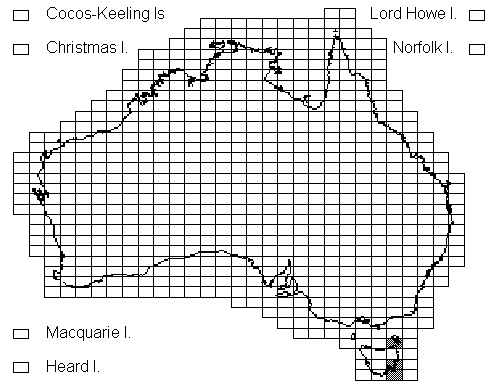 Cocos-Keeling Is
Lord Howe I.
Christmas I.
Norfolk I.
Macquarie I.
Heard I.